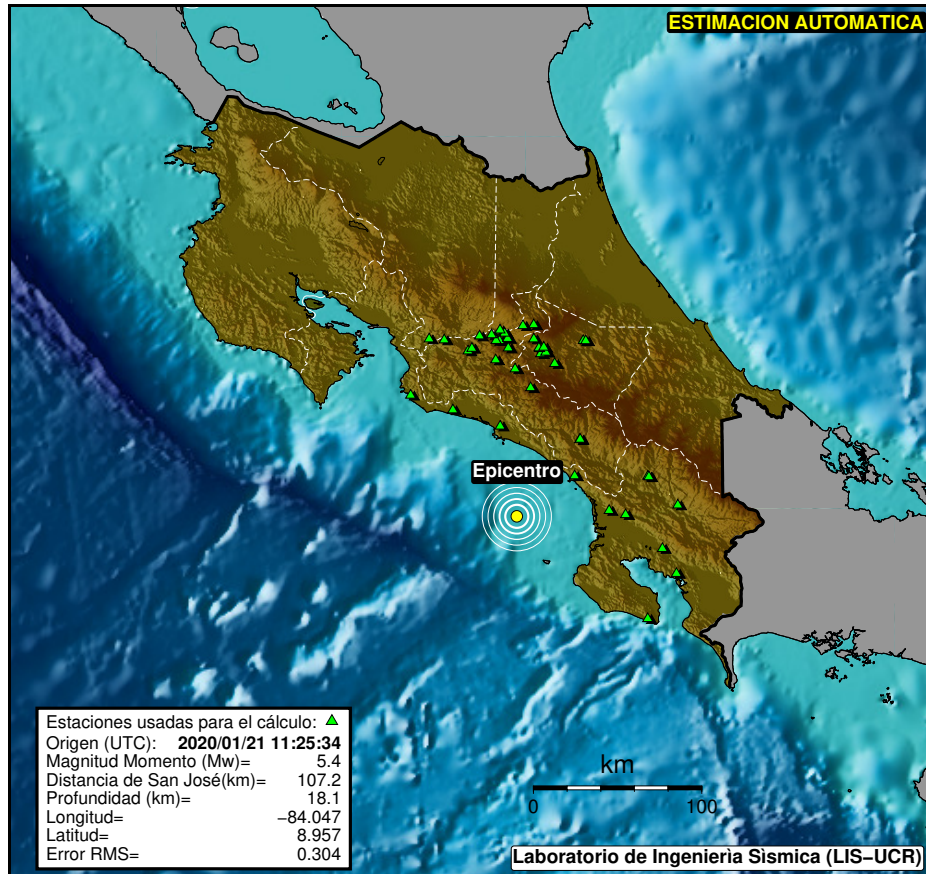 ESTIMACION AUTOMATICA
Epicentro
Estaciones usadas para el cálculo:
Origen (UTC): 2020/01/21 11:25:34
Magnitud Momento (Mw)= 5.4
Distancia de San José(km)= 107.2
Profundidad (km)= 18.1
Longitud= −84.047
Latitud= 8.957
Error RMS= 0.304
km
0 100
Laboratorio de Ingenierìa Sìsmica (LIS−UCR)